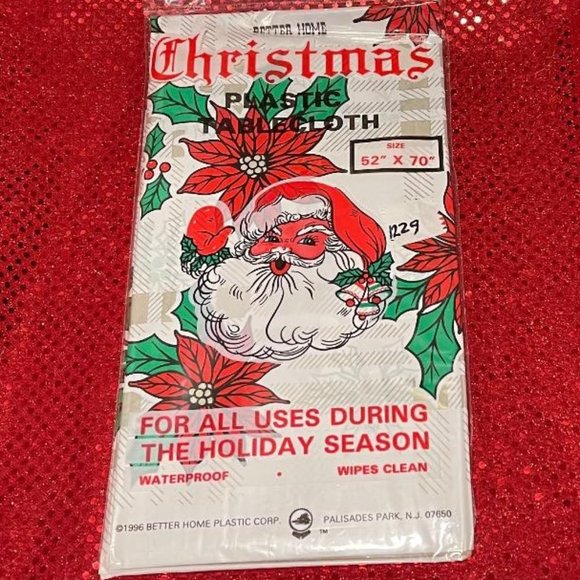 BETTER HOME
Christmas
PLASTIC
TABLECLOTH
SIZE
52" X 70"
1229
FOR ALL USES DURING
THE HOLIDAY SEASON
WATERPROOF • WIPES CLEAN
©1996 BETTER HOME PLASTIC CORP. PALISADES PARK, N.J. 07650
TM